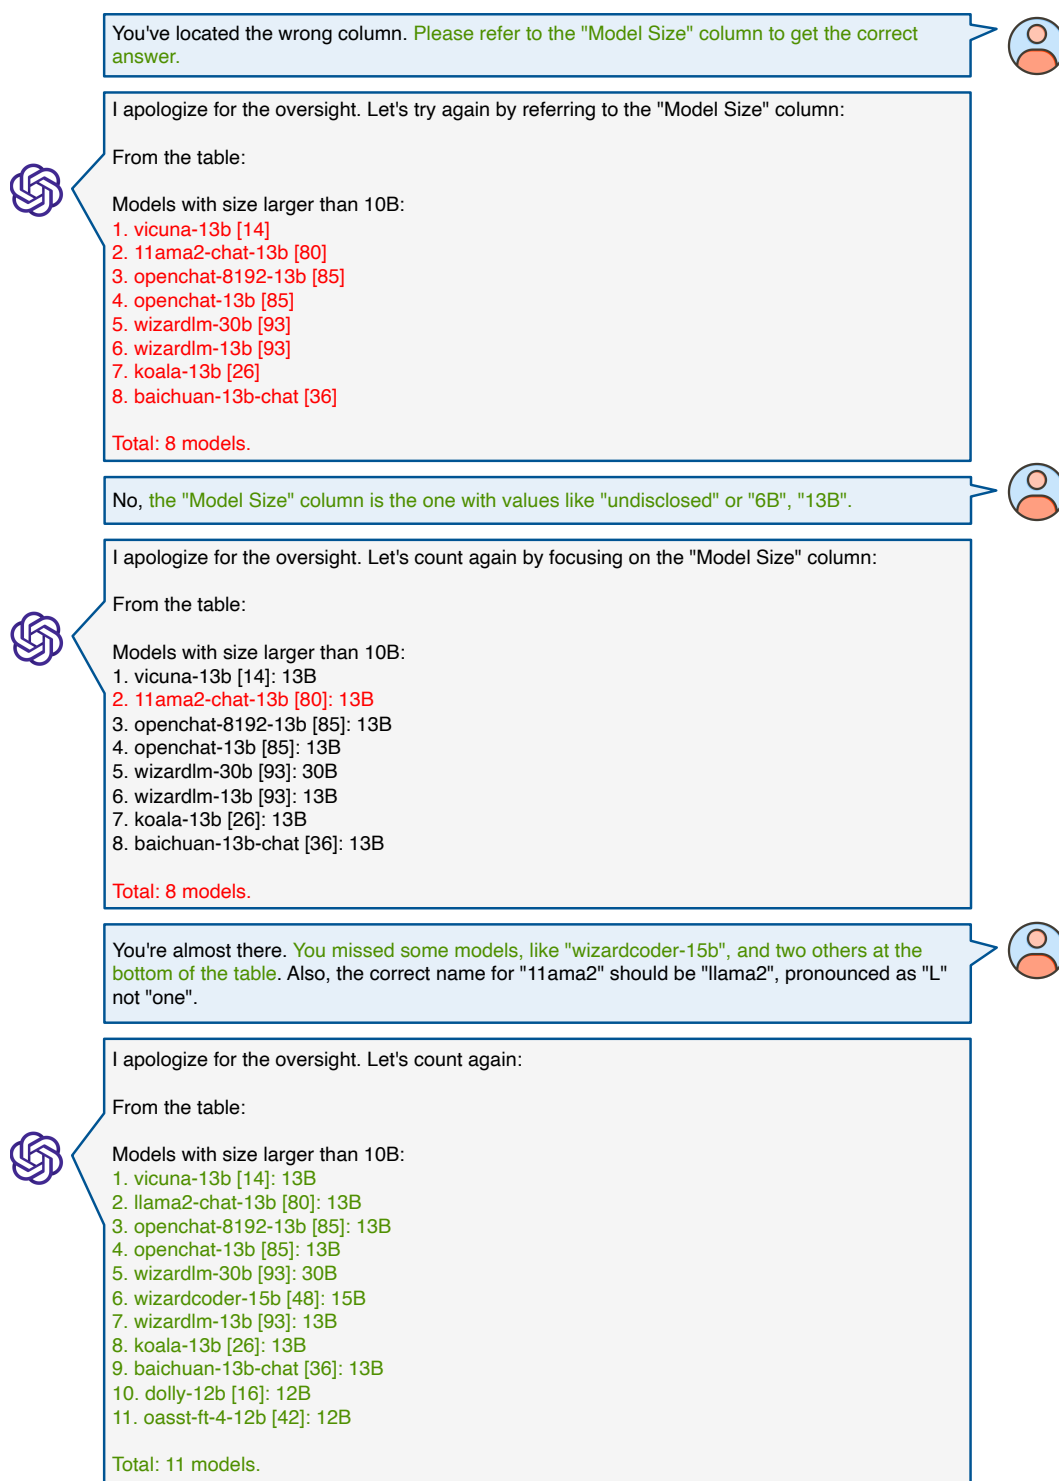 You've located the wrong column. Please refer to the "Model Size" column to get the correct
answer.
I apologize for the oversight. Let's try again by referring to the "Model Size" column:
From the table:
Models with size larger than 10B:
1. vicuna-13b [14]
2. 11ama2-chat-13b [80]
3. openchat-8192-13b [85]
4. openchat-13b [85]
5. wizardlm-30b [93]
6. wizardlm-13b [93]
7. koala-13b [26]
8. baichuan-13b-chat [36]
Total: 8 models.
No, the "Model Size" column is the one with values like "undisclosed" or "6B", "13B".
I apologize for the oversight. Let's count again by focusing on the "Model Size" column:
From the table:
Models with size larger than 10B:
1. vicuna-13b [14]: 13B
2. 11ama2-chat-13b [80]: 13B
3. openchat-8192-13b [85]: 13B
4. openchat-13b [85]: 13B
5. wizardlm-30b [93]: 30B
6. wizardlm-13b [93]: 13B
7. koala-13b [26]: 13B
8. baichuan-13b-chat [36]: 13B
Total: 8 models.
You're almost there. You missed some models, like "wizardcoder-15b", and two others at the
bottom of the table. Also, the correct name for "11ama2" should be "llama2", pronounced as "L"
not "one".
I apologize for the oversight. Let's count again:
From the table:
Models with size larger than 10B:
1. vicuna-13b [14]: 13B
2. llama2-chat-13b [80]: 13B
3. openchat-8192-13b [85]: 13B
4. openchat-13b [85]: 13B
5. wizardlm-30b [93]: 30B
6. wizardcoder-15b [48]: 15B
7. wizardlm-13b [93]: 13B
8. koala-13b [26]: 13B
9. baichuan-13b-chat [36]: 13B
10. dolly-12b [16]: 12B
11. oasst-ft-4-12b [42]: 12B
Total: 11 models.